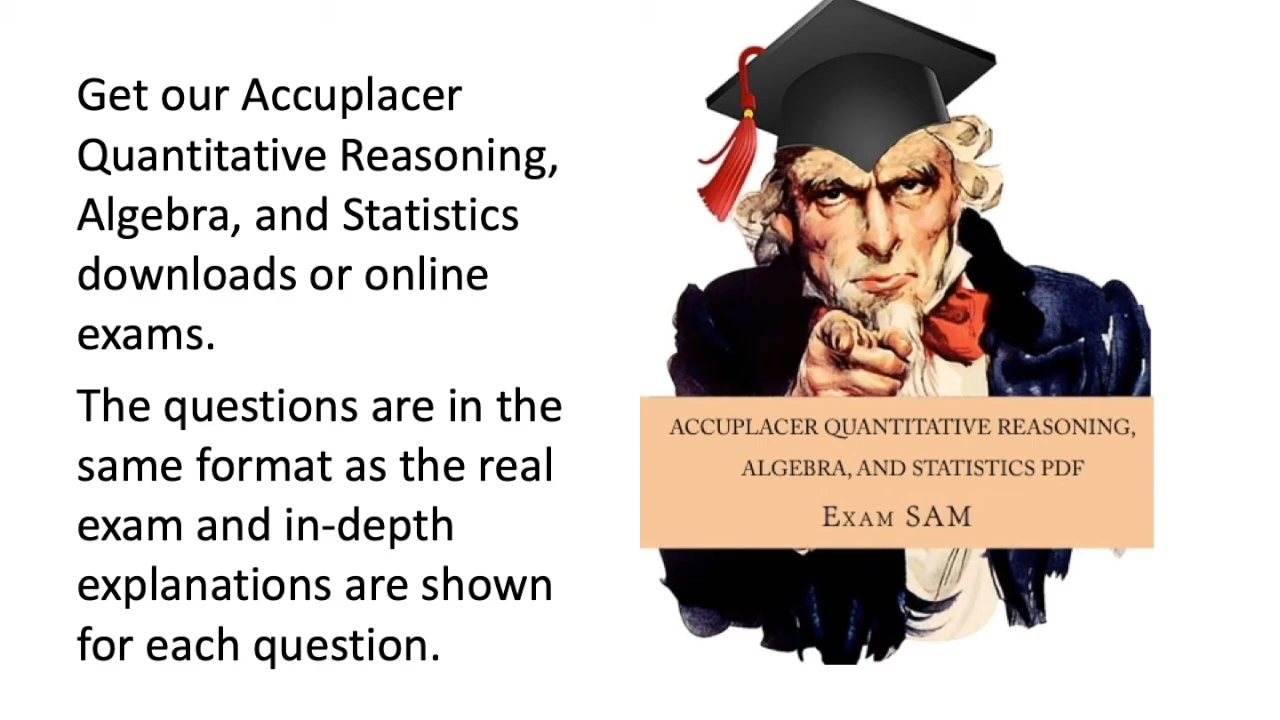 Get our Accuplacer
Quantitative Reasoning,
Algebra, and Statistics
downloads or online
exams.
The questions are in the
same format as the real
exam and in-depth
explanations are shown
for each question.
ACCUPLACER QUANTITATIVE REASONING,
ALGEBRA, AND STATISTICS PDF
EXAM SAM